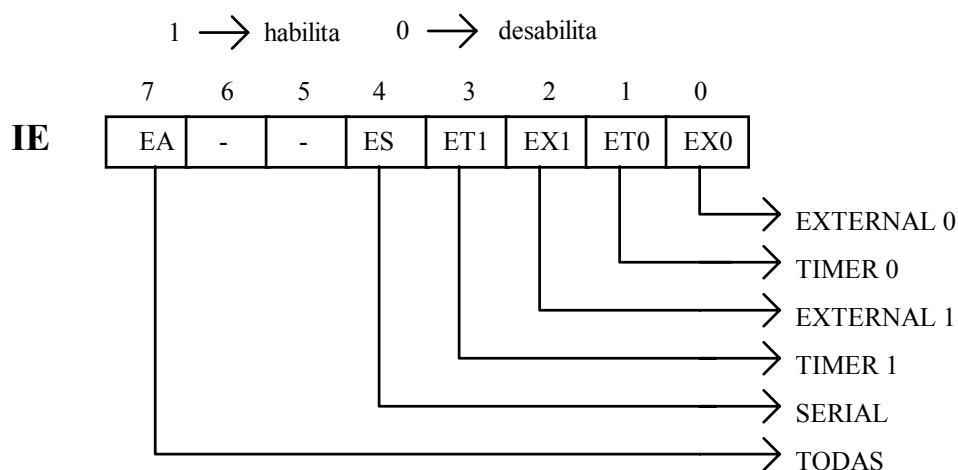 1 habilita 0 desabilita
7 6 5 4 3 2 1 0
IE EA - - ES ET1 EX1 ET0 EX0
EXTERNAL 0
TIMER 0
EXTERNAL 1
TIMER 1
SERIAL
TODAS